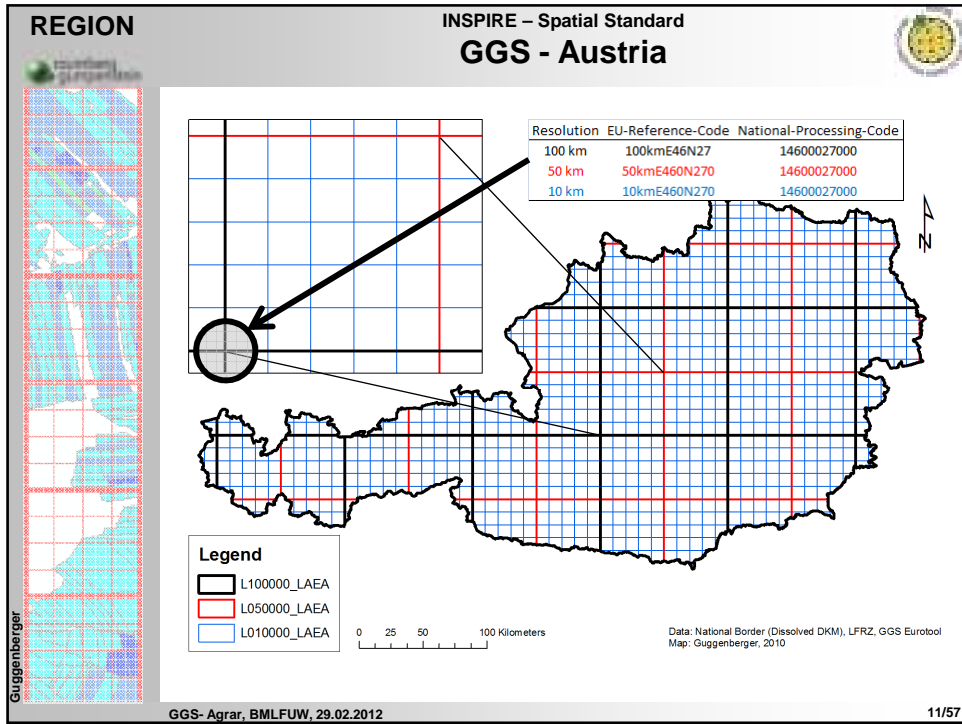 REGION
INSPIRE – Spatial Standard
GGS - Austria
raumberg
gumpenstein
Resolution EU-Reference-Code National-Processing-Code
100 km 100kmE46N27 14600027000
50 km 50kmE460N270 14600027000
10 km 10kmE460N270 14600027000
N
Legend
L100000_LAEA
L050000_LAEA
L010000_LAEA
0 25 50 100 Kilometers
Data: National Border (Dissolved DKM), LFRZ, GGS Eurotool
Map: Guggenberger, 2010
Guggenberger
GGS- Agrar, BMLFUW, 29.02.2012
11/57